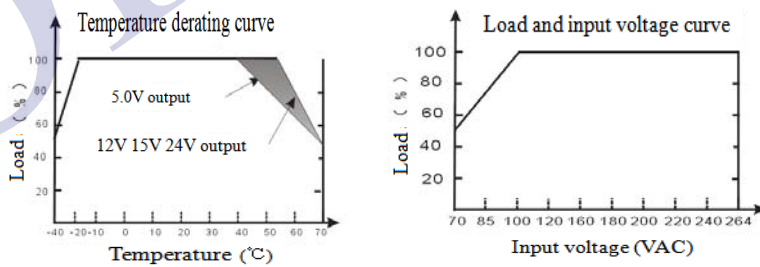 Temperature derating curve
Load: ( % )
100
80
60
40
20
5.0V output
12V 15V 24V output
-40 -20 -10 0 10 20 30 40 50 60 70
Temperature (℃)
Load and input voltage curve
Load: ( % )
100
80
60
40
20
70 85 100 120 160 180 200 220 240 264
Input voltage (VAC)